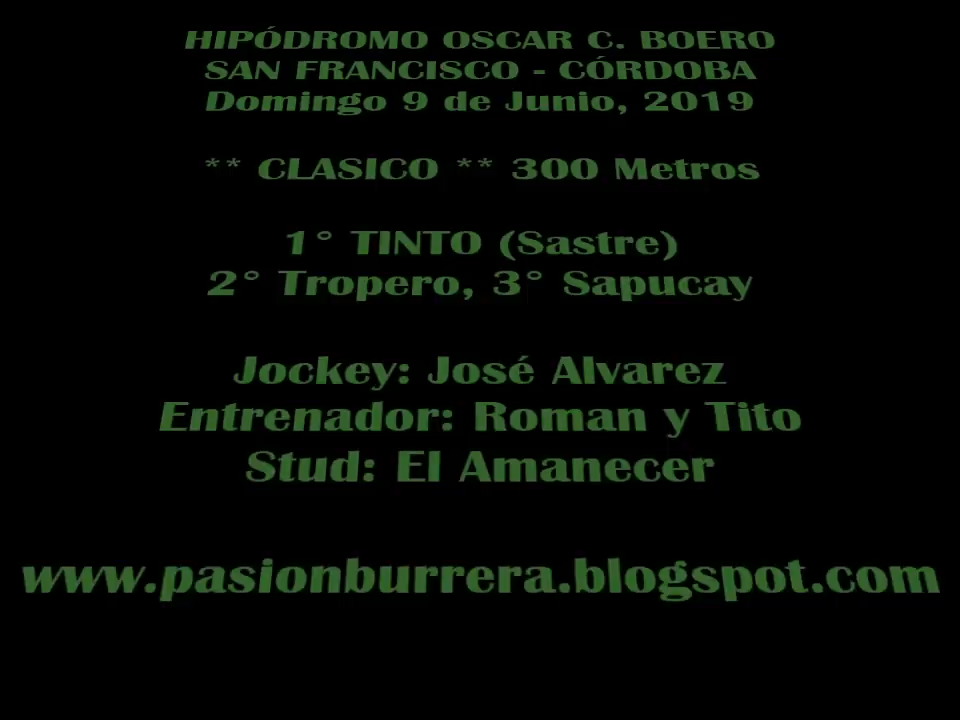 HIPÓDROMO OSCAR C. BOERO
SAN FRANCISCO - CÓRDOBA
Domingo 9 de Junio, 2019
** CLASICO ** 300 Metros
1° TINTO (Sastre)
2° Tropero, 3° Sapucay
Jockey: José Alvarez
Entrenador: Roman y Tito
Stud: El Amanecer
www.pasionburrera.blogspot.com